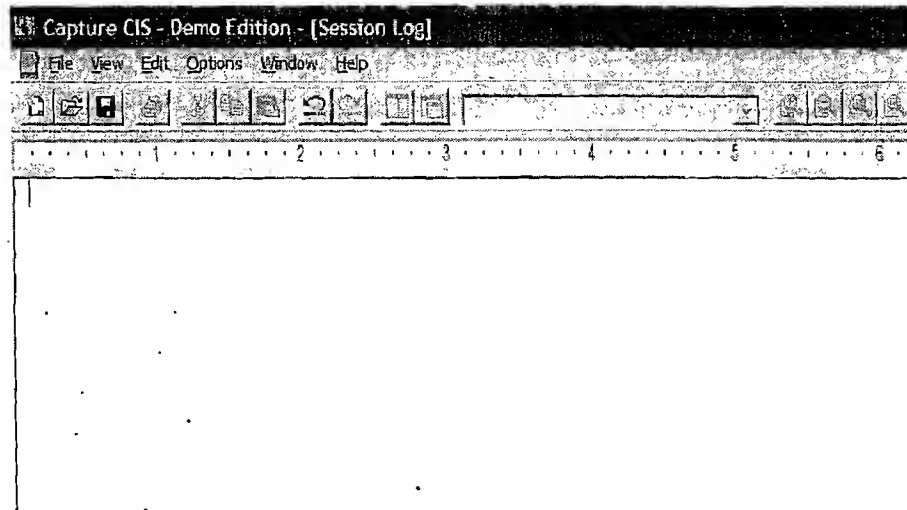 Capture CIS - Demo Edition - [Session Log]
File View Edit Options Window Help
1 2 3 4 5 6